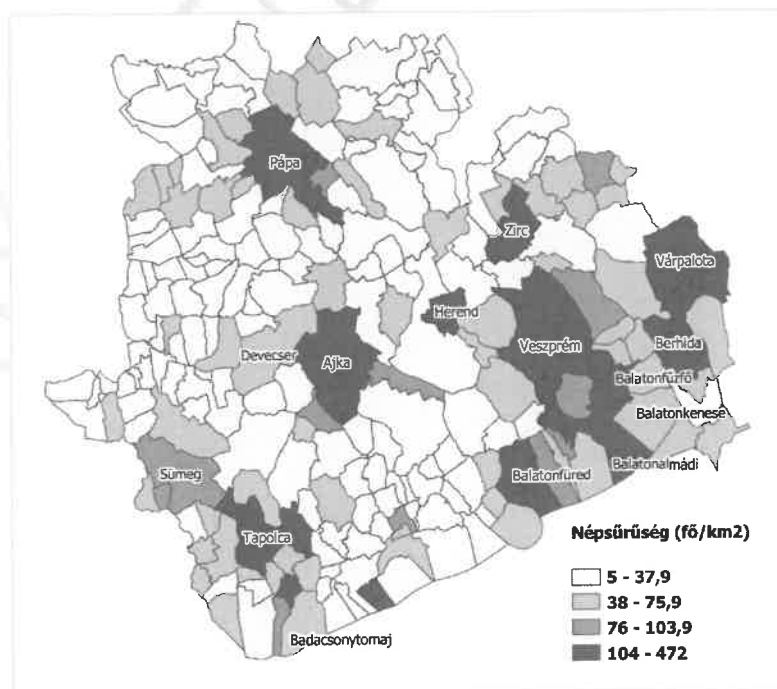 Pápa
Zirc
Várpalota
Herend
Veszprém
Devecser
Ajka
Berhida
Balatonfűzfő
Balatonkenese
Sümeg
Balatonfüred
Balatonalmádi
Tapolca
Badacsonytomaj
Népsűrűség (fő/km2)
5 - 37,9
38 - 75,9
76 - 103,9
104 - 472